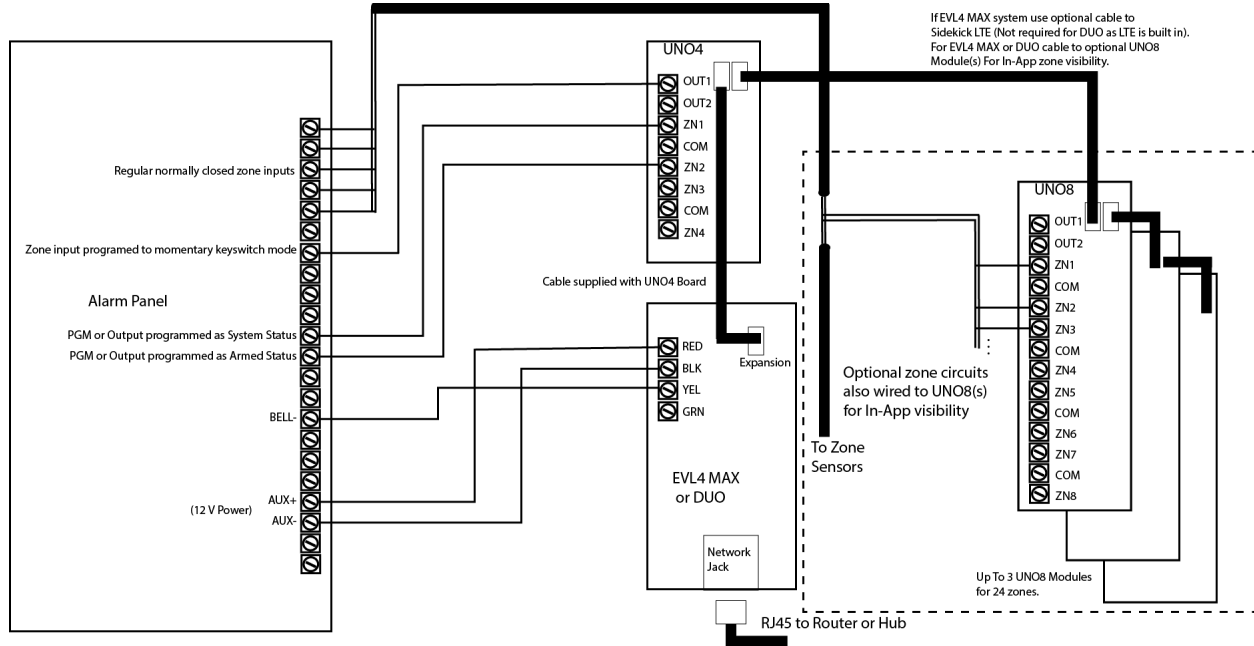 If EVL4 MAX system use optional cable to
Sidekick LTE (Not required for DUO as LTE is built in).
For EVL4 MAX or DUO cable to optional UNO8
Module(s) For In-App zone visibility.
UNO4
OUT1
OUT2
ZN1
COM
ZN2
ZN3
COM
ZN4
Regular normally closed zone inputs
Zone input programed to momentary keyswitch mode
Alarm Panel
PGM or Output programmed as System Status
PGM or Output programmed as Armed Status
BELL-
AUX+
(12 V Power)
AUX-
Cable supplied with UNO4 Board
RED
BLK
YEL
GRN
Expansion
EVL4 MAX
or DUO
Network
Jack
RJ45 to Router or Hub
To Zone
Sensors
Optional zone circuits
also wired to UNO8(s)
for In-App visibility
UNO8
OUT1
OUT2
ZN1
COM
ZN2
ZN3
COM
ZN4
ZN5
COM
ZN6
ZN7
COM
ZN8
Up To 3 UNO8 Modules
for 24 zones.